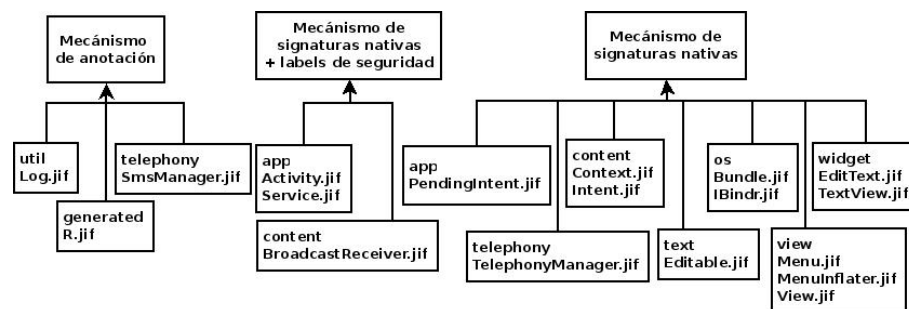 Mecánismo
de anotación
Mecánismo de
signaturas nativas
+ labels de seguridad
Mecánismo de
signaturas nativas
util
Log.jif
telephony
SmsManager.jif
generated
R.jif
app
Activity.jif
Service.jif
content
BroadcastReceiver.jif
app
PendingIntent.jif
content
Context.jif
Intent.jif
os
Bundle.jif
IBindr.jif
widget
EditText.jif
TextView.jif
telephony
TelephonyManager.jif
text
Editable.jif
view
Menu.jif
MenuInflater.jif
View.jif